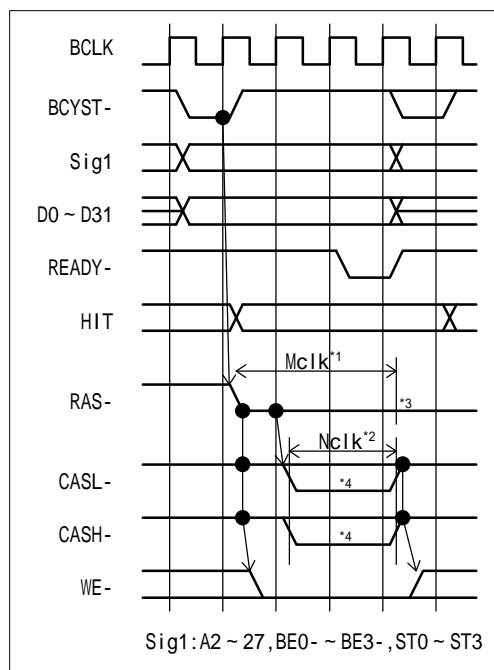 BCLK
BCYST-
Sig1
D0~D31
READY-
HIT
Mclk*1
RAS-
*3
Nclk*2
CASL-
*4
CASH-
*4
WE-
Sig1:A2~27,BE0-~BE3-,ST0~ST3